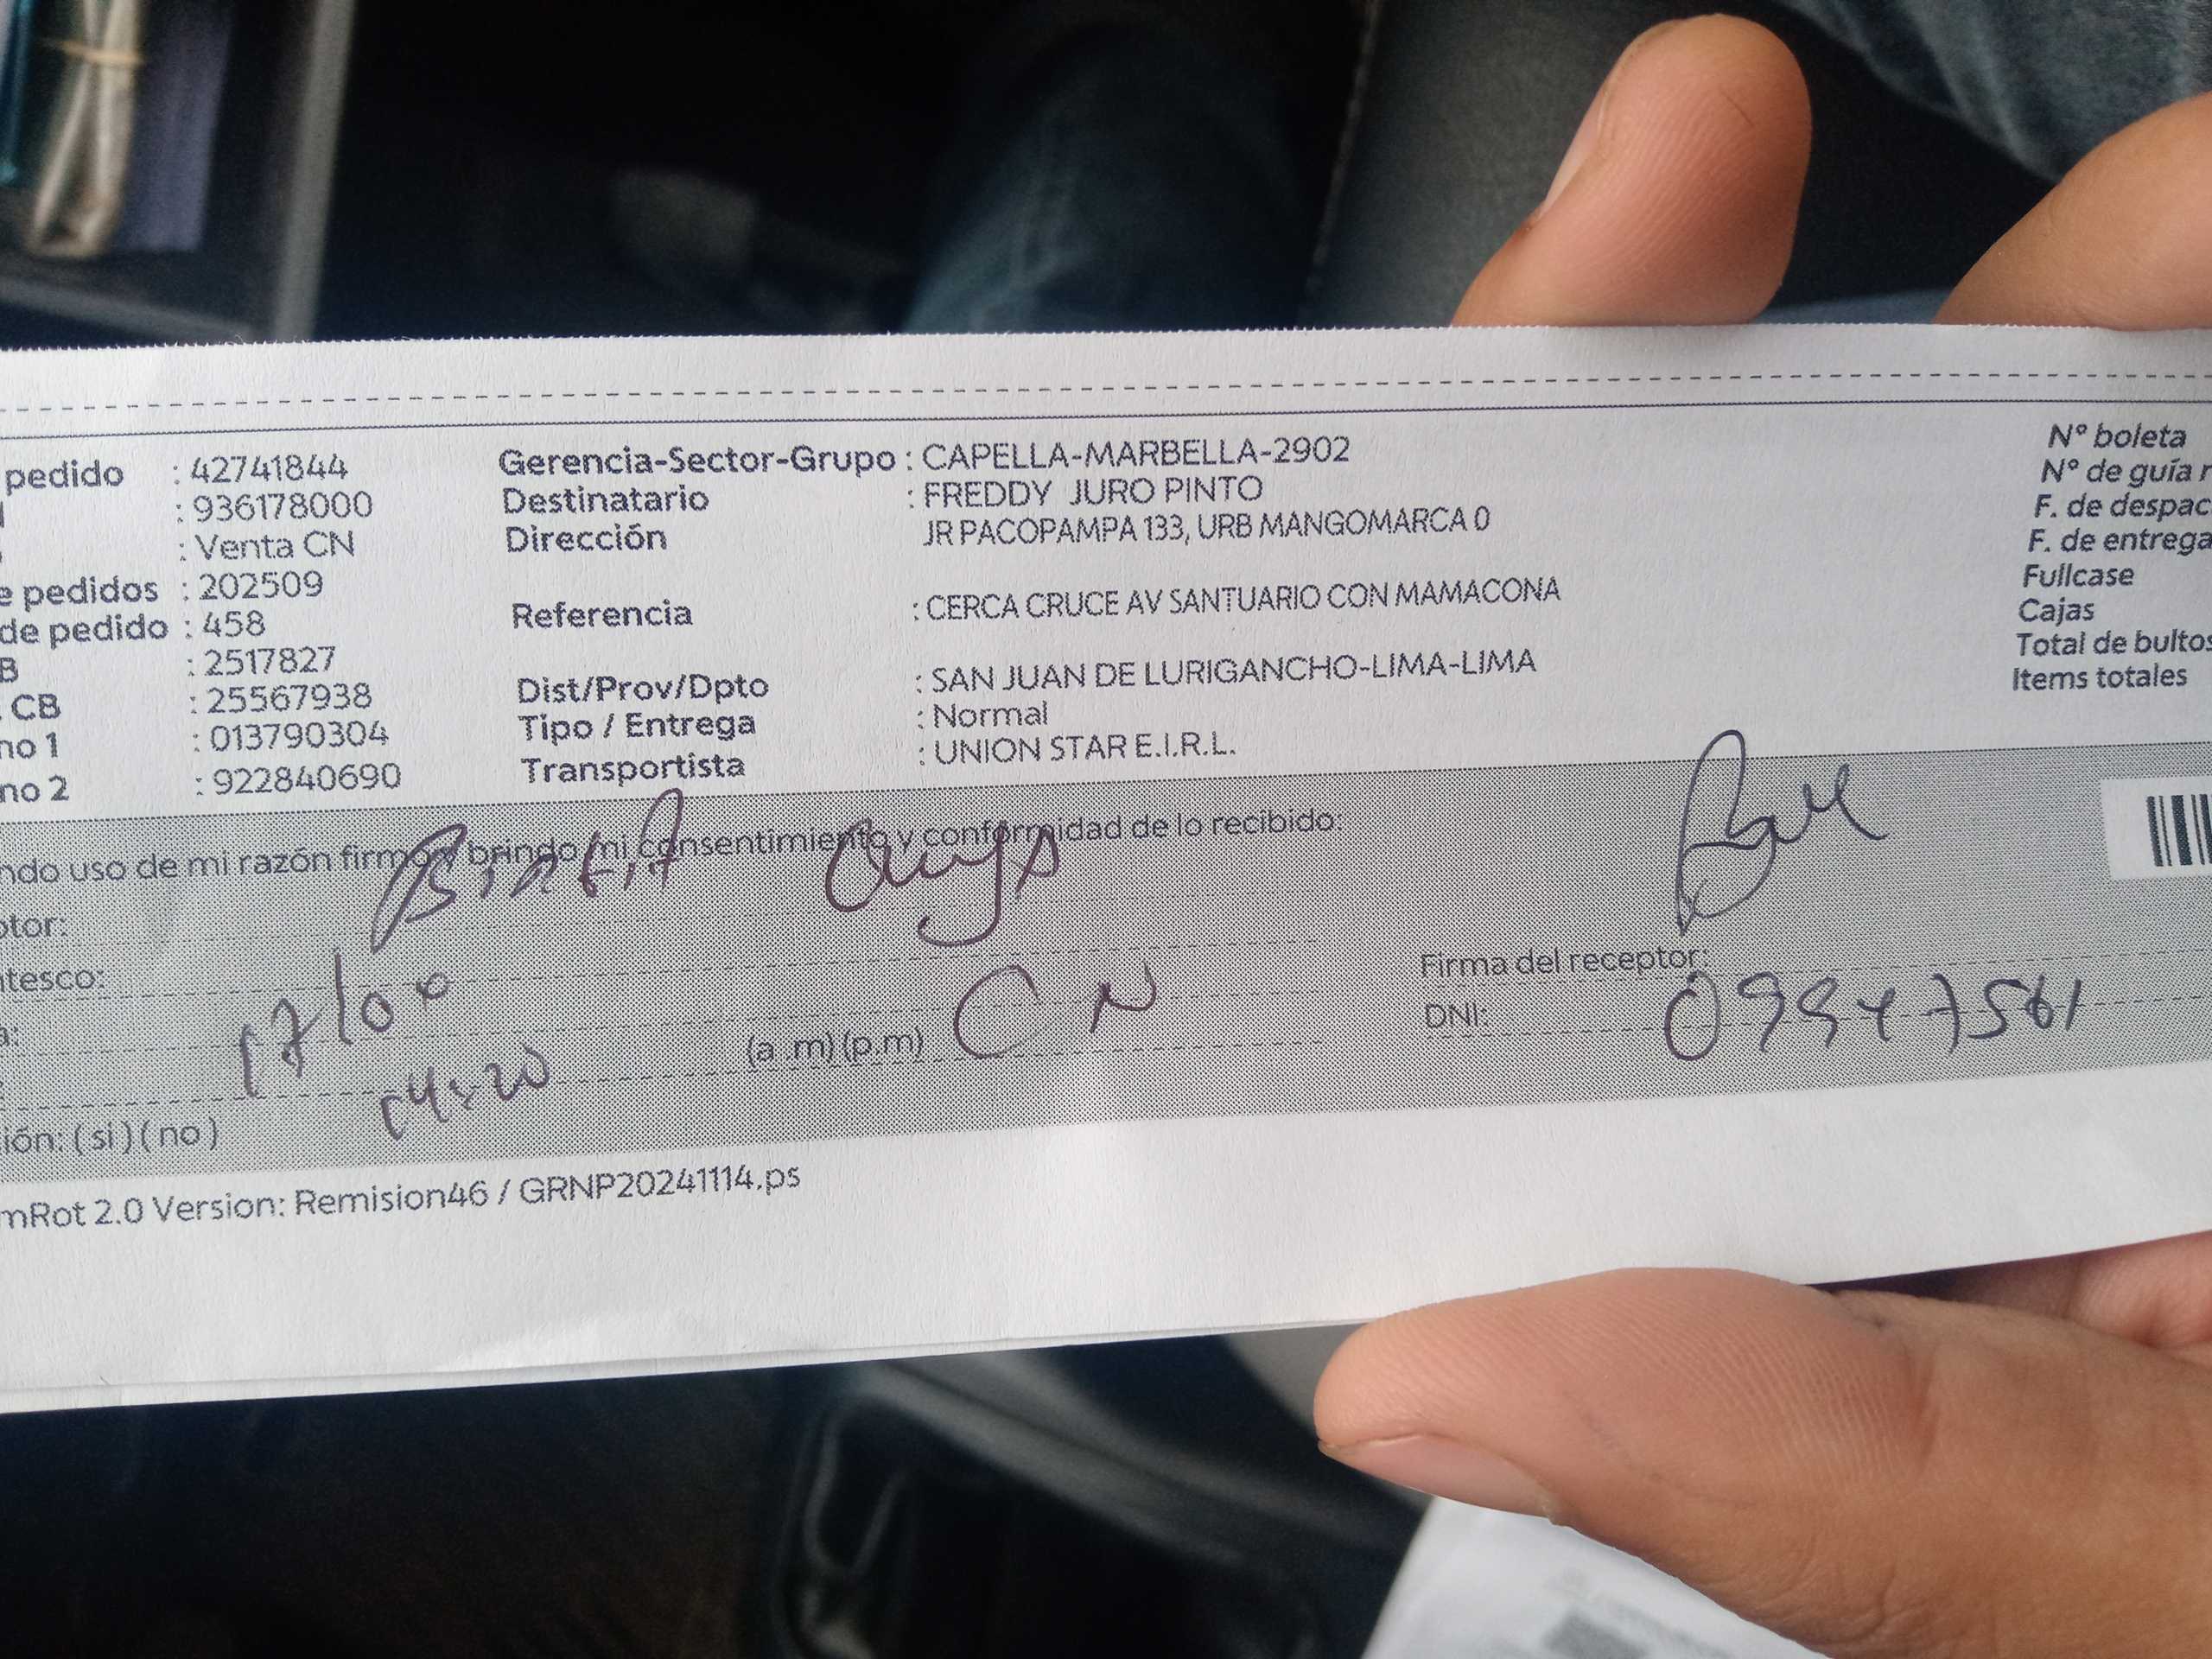 pedido : 42741844
: 936178000
: Venta CN
e pedidos : 202509
de pedido : 458
B : 2517827
. CB : 25567938
no 1 : 013790304
no 2 : 922840690
Gerencia-Sector-Grupo : CAPELLA-MARBELLA-2902
Destinatario : FREDDY JURO PINTO
Dirección JR PACOPAMPA 133, URB MANGOMARCA 0
Referencia : CERCA CRUCE AV SANTUARIO CON MAMACONA
Dist/Prov/Dpto : SAN JUAN DE LURIGANCHO-LIMA-LIMA
Tipo / Entrega : Normal
Transportista : UNION STAR E.I.R.L.
N° boleta
N° de guía r
F. de despac
F. de entrega
Fullcase
Cajas
Total de bultos
Items totales
ndo uso de mi razón firmo y brindo mi consentimiento y conformidad de lo recibido:
otor:
ntesco:
a:
(a .m) (p.m) CN
Firma del receptor:
DNI: 09947561
ión: ( si ) ( no )
mRot 2.0 Version: Remision46 / GRNP20241114.ps